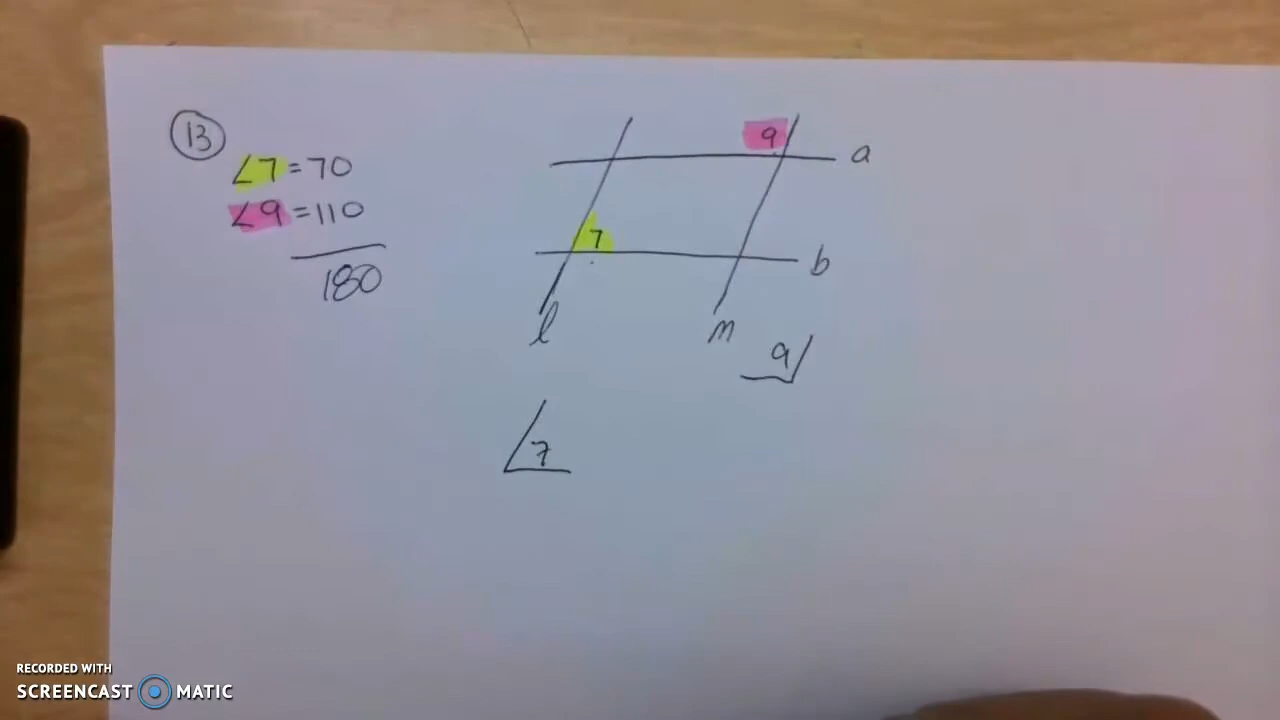 13
∠7=70
∠9=110
180
9
a
7
b
l
m
9
7
RECORDED WITH
SCREENCAST MATIC